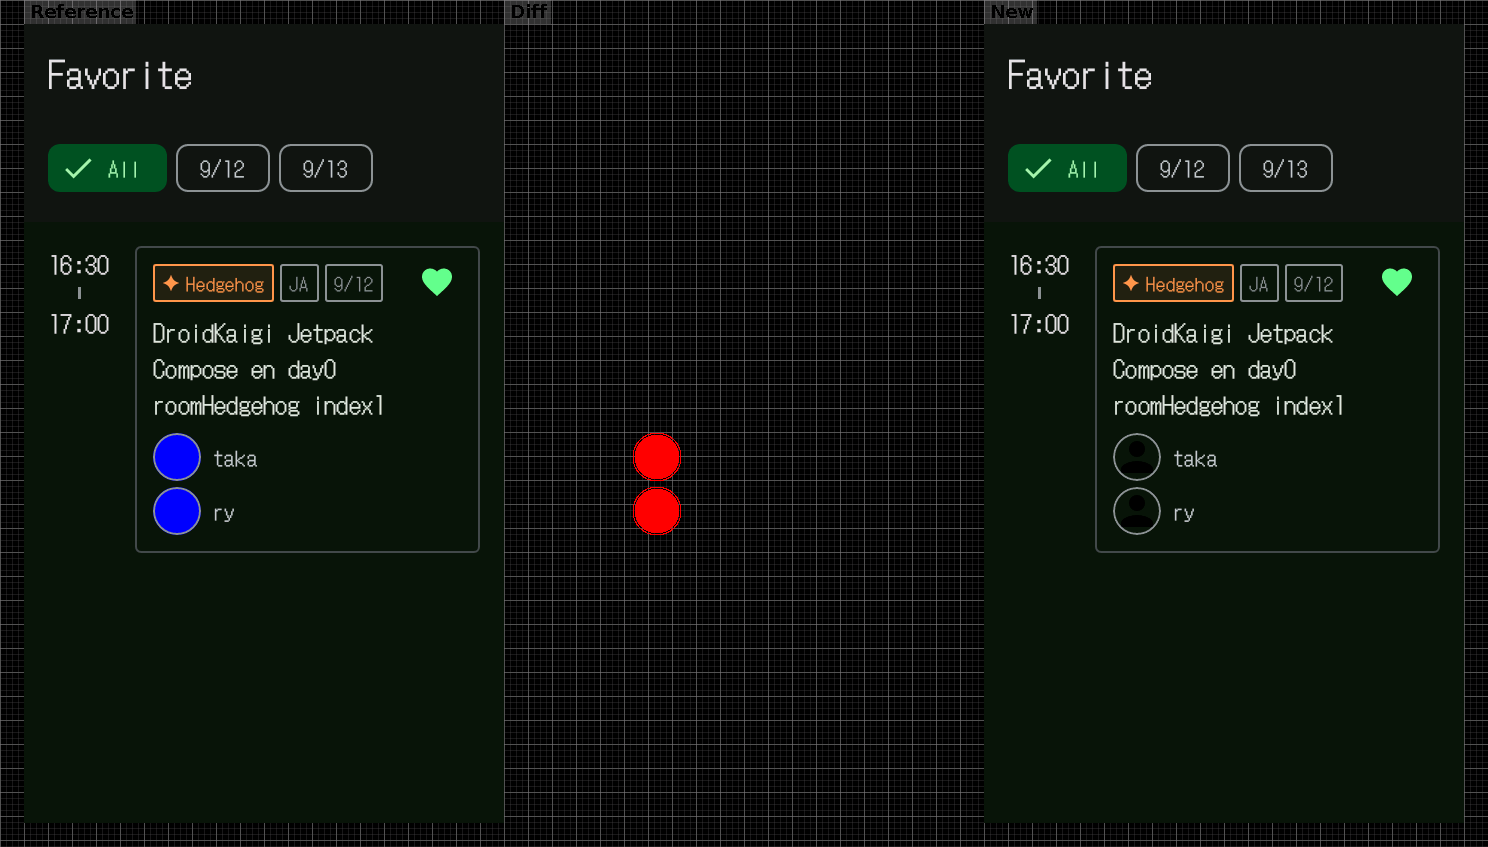 Reference
Diff
New
Favorite
All
9/12
9/13
16:30
17:00
Hedgehog
JA
9/12
DroidKaigi Jetpack
Compose en day0
roomHedgehog index1
taka
ry
Favorite
All
9/12
9/13
16:30
17:00
Hedgehog
JA
9/12
DroidKaigi Jetpack
Compose en day0
roomHedgehog index1
taka
ry